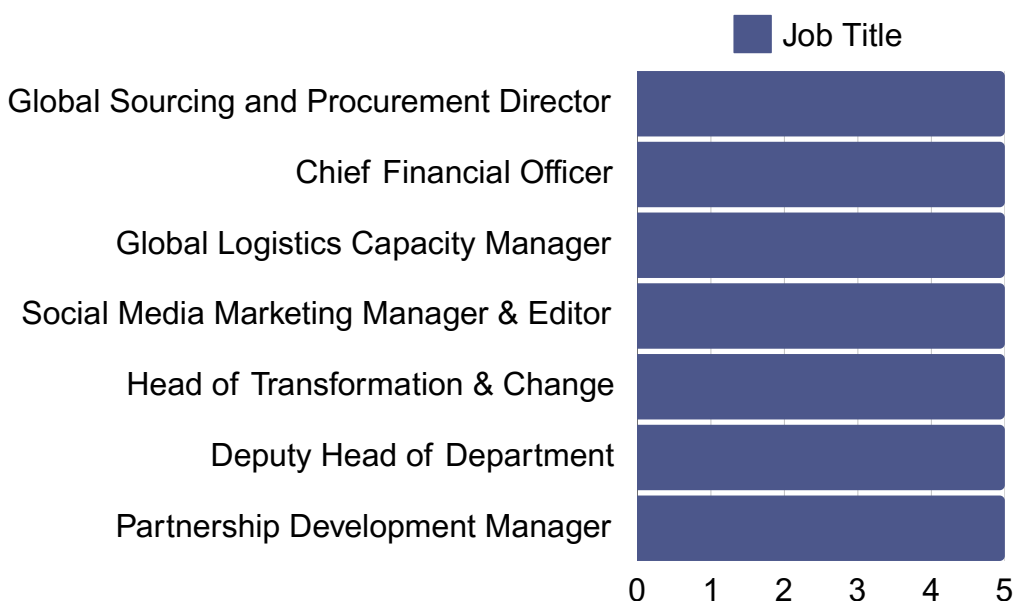 Job Title
Global Sourcing and Procurement Director
Chief Financial Officer
Global Logistics Capacity Manager
Social Media Marketing Manager & Editor
Head of Transformation & Change
Deputy Head of Department
Partnership Development Manager
0 1 2 3 4 5